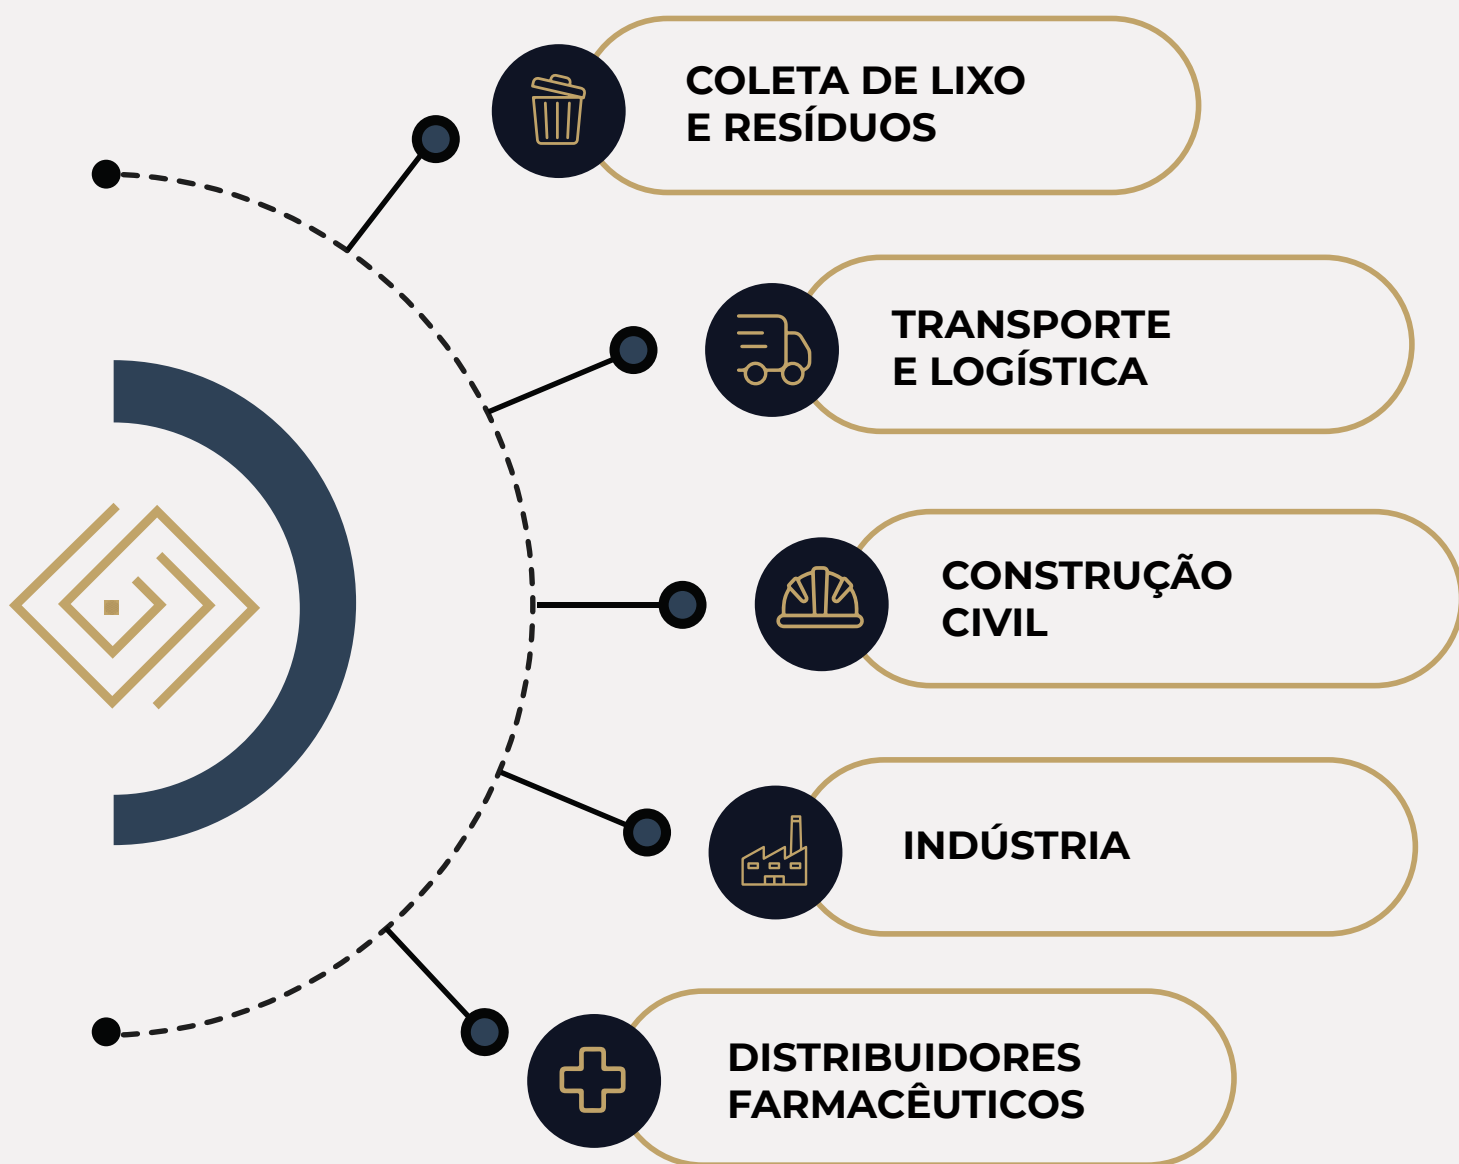 COLETA DE LIXO
E RESÍDUOS
TRANSPORTE
E LOGÍSTICA
CONSTRUÇÃO
CIVIL
INDÚSTRIA
DISTRIBUIDORES
FARMACÊUTICOS